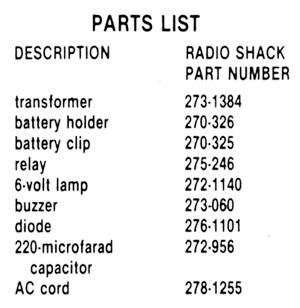 PARTS LIST
DESCRIPTION RADIO SHACK
PART NUMBER
transformer 273-1384
battery holder 270-326
battery clip 270-325
relay 275-246
6-volt lamp 272-1140
buzzer 273-060
diode 276-1101
220-microfarad 272-956
capacitor
AC cord 278-1255